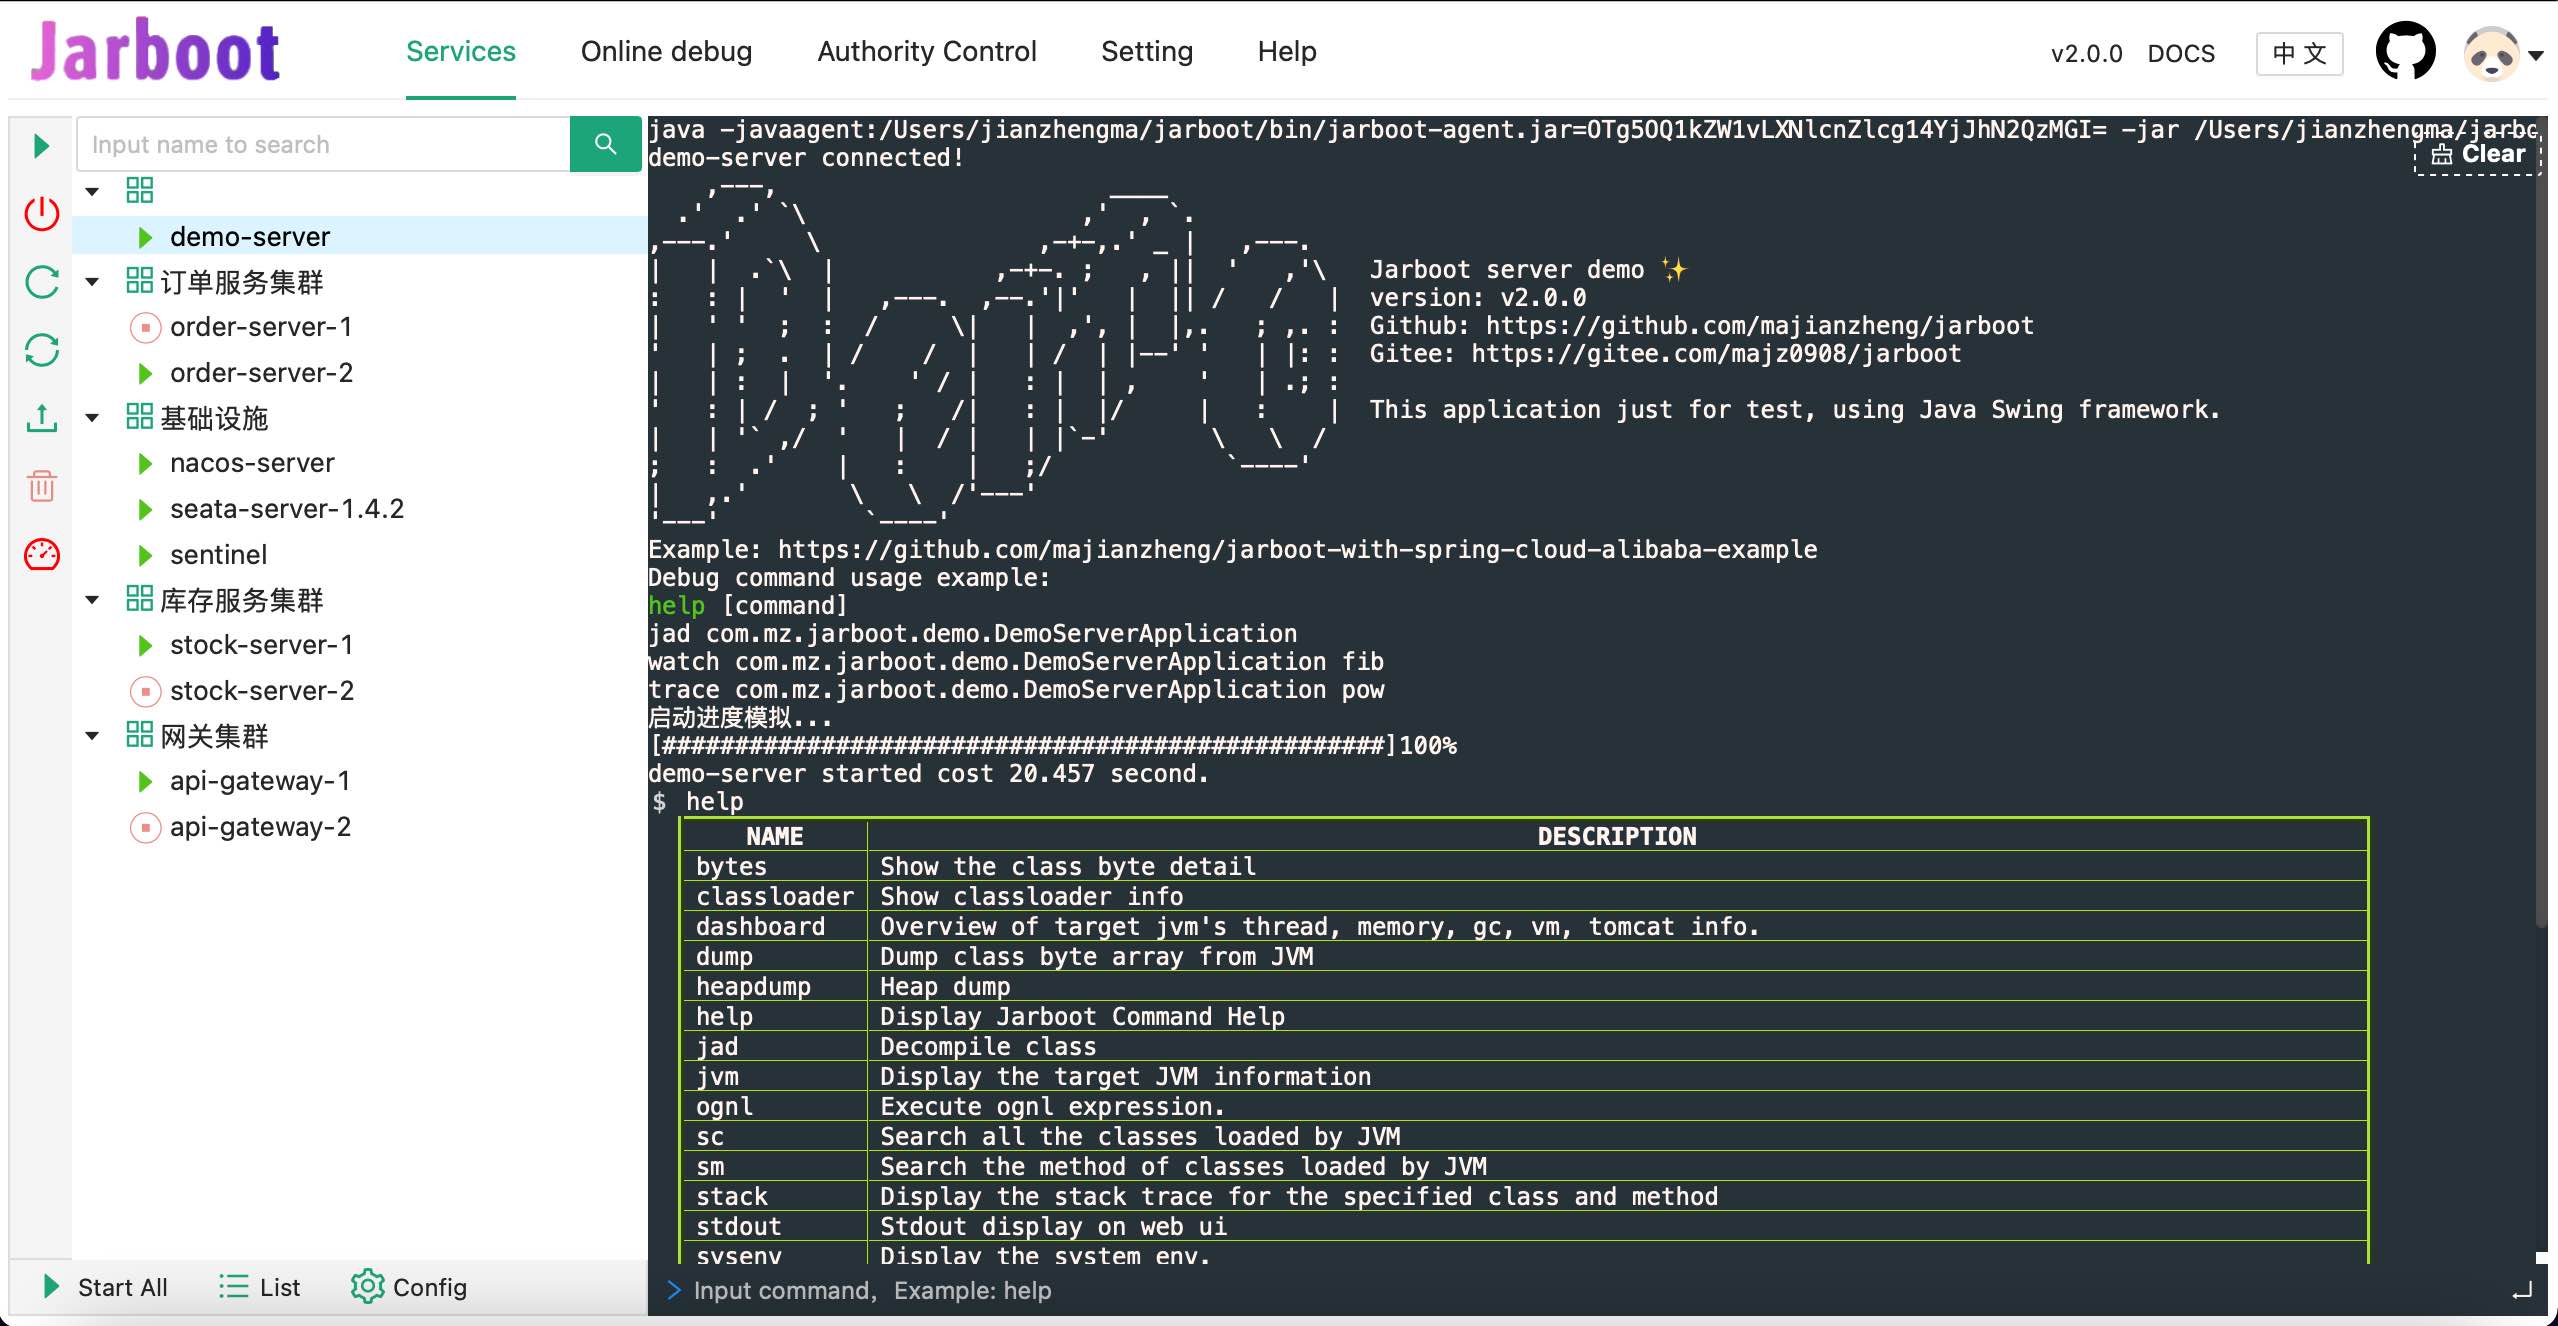 Jarboot
Services
Online debug
Authority Control
Setting
Help
v2.0.0
DOCS
中 文
Input name to search
demo-server
订单服务集群
order-server-1
order-server-2
基础设施
nacos-server
seata-server-1.4.2
sentinel
库存服务集群
stock-server-1
stock-server-2
网关集群
api-gateway-1
api-gateway-2
Start All
List
Config
java -javaagent:/Users/jianzhengma/jarboot/bin/jarboot-agent.jar=OTg5OQ1kZW1vLXNlcnZlcg14YjJhN2QzMGI= -jar /Users/jianzhengma/jarbo
Clear
demo-server connected!
Jarboot server demo ✨
version: v2.0.0
Github: https://github.com/majianzheng/jarboot
Gitee: https://gitee.com/majz0908/jarboot
This application just for test, using Java Swing framework.
Example: https://github.com/majianzheng/jarboot-with-spring-cloud-alibaba-example
Debug command usage example:
help [command]
jad com.mz.jarboot.demo.DemoServerApplication
watch com.mz.jarboot.demo.DemoServerApplication fib
trace com.mz.jarboot.demo.DemoServerApplication pow
启动进度模拟...
[##################################################]100%
demo-server started cost 20.457 second.
$ help
NAME DESCRIPTION
bytes Show the class byte detail
classloader Show classloader info
dashboard Overview of target jvm's thread, memory, gc, vm, tomcat info.
dump Dump class byte array from JVM
heapdump Heap dump
help Display Jarboot Command Help
jad Decompile class
jvm Display the target JVM information
ognl Execute ognl expression.
sc Search all the classes loaded by JVM
sm Search the method of classes loaded by JVM
stack Display the stack trace for the specified class and method
stdout Stdout display on web ui
sysenv Display the system env.
> Input command，Example: help